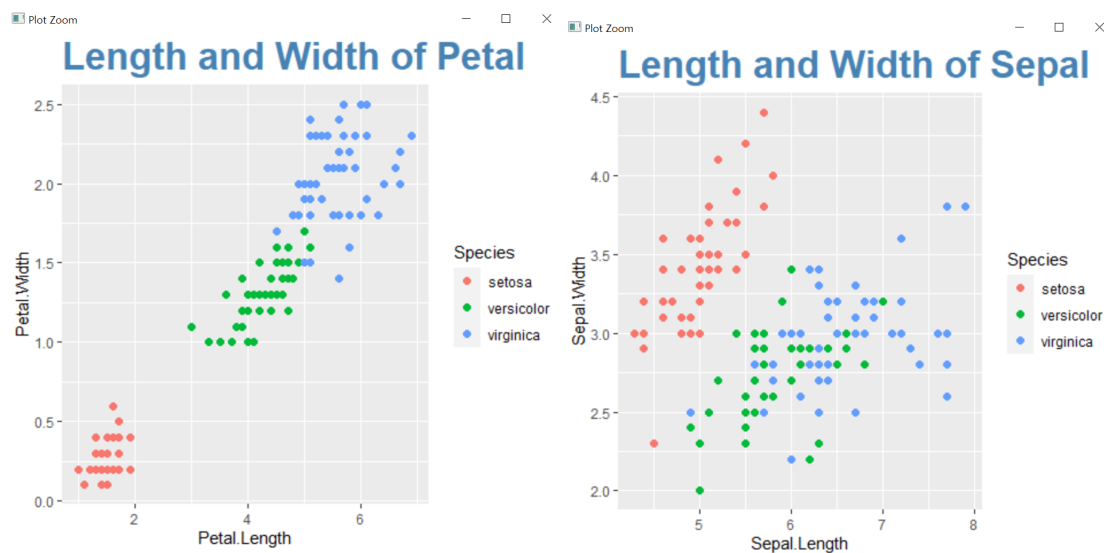 Plot Zoom
Length and Width of Petal
2.5
2.0
1.5
1.0
0.5
0.0
Petal.Width
2
4
6
Petal.Length
Species
setosa
versicolor
virginica
Plot Zoom
Length and Width of Sepal
4.5
4.0
3.5
3.0
2.5
2.0
Sepal.Width
5
6
7
8
Sepal.Length
Species
setosa
versicolor
virginica